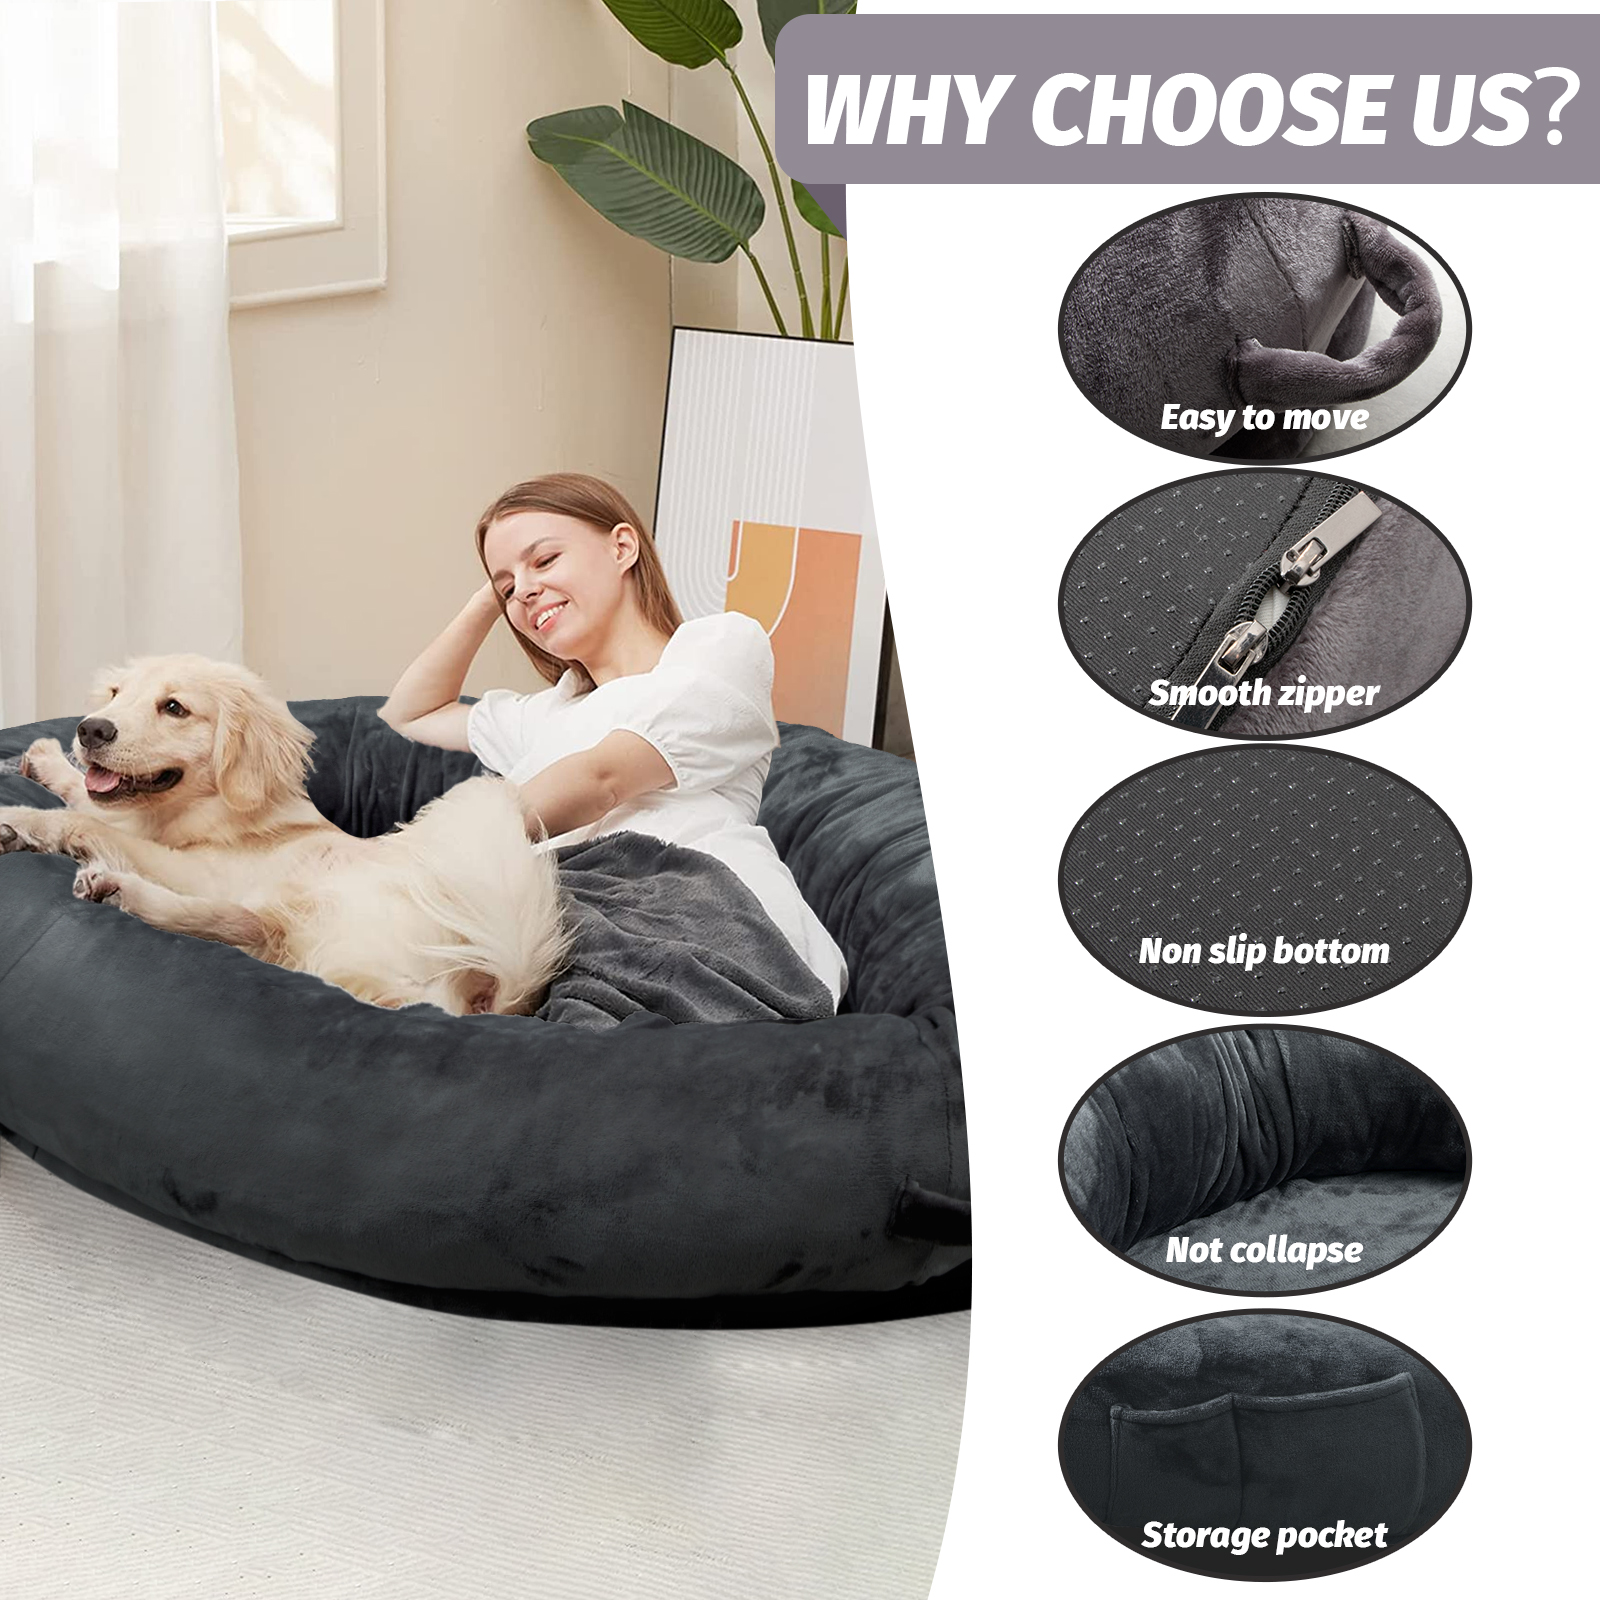 WHY CHOOSE US?
Easy to move
Smooth zipper
Non slip bottom
Not collapse
Storage pocket